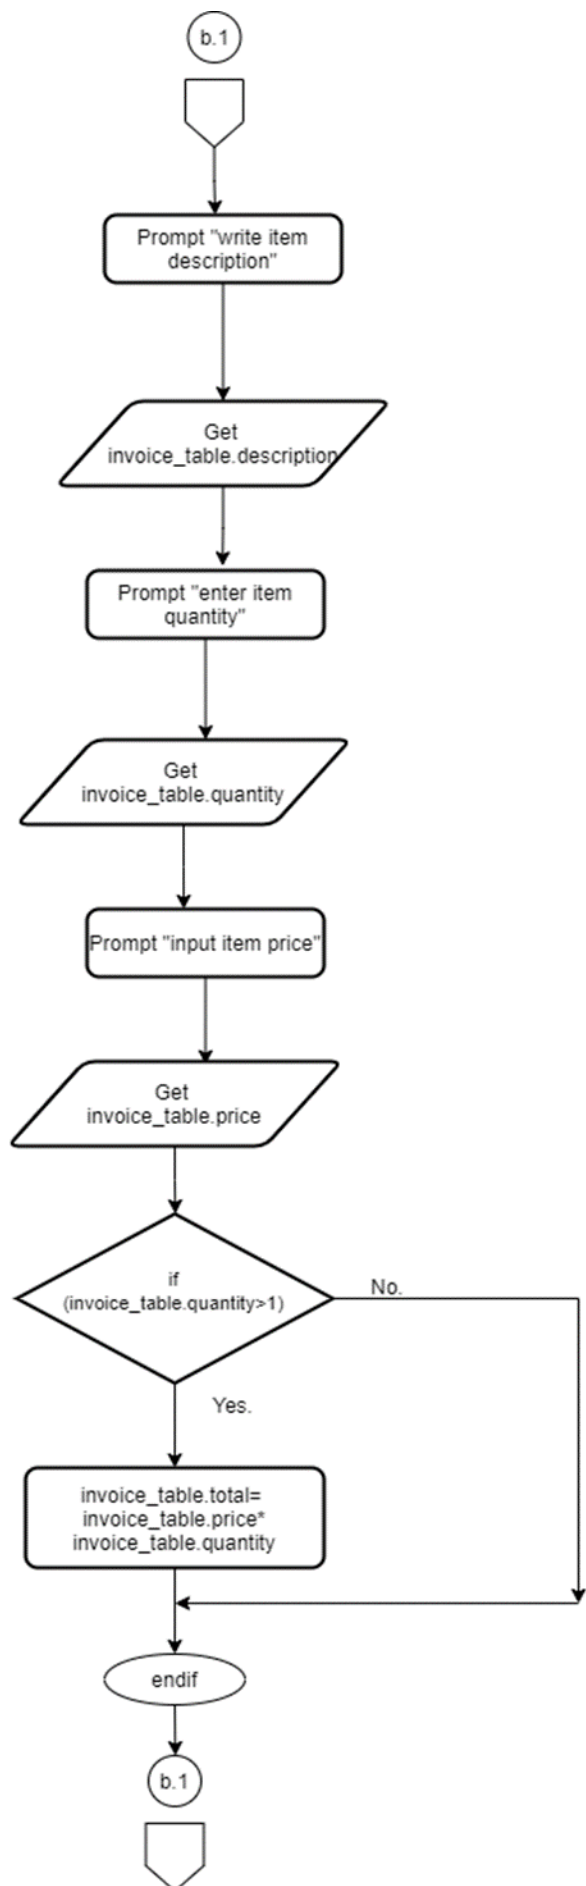 b.1
Prompt "write item
description"
Get
invoice_table.description
Prompt "enter item
quantity"
Get
invoice_table.quantity
Prompt "input item price"
Get
invoice_table.price
if
(invoice_table.quantity>1)
No.
Yes.
invoice_table.total=
invoice_table.price*
invoice_table.quantity
endif
b.1